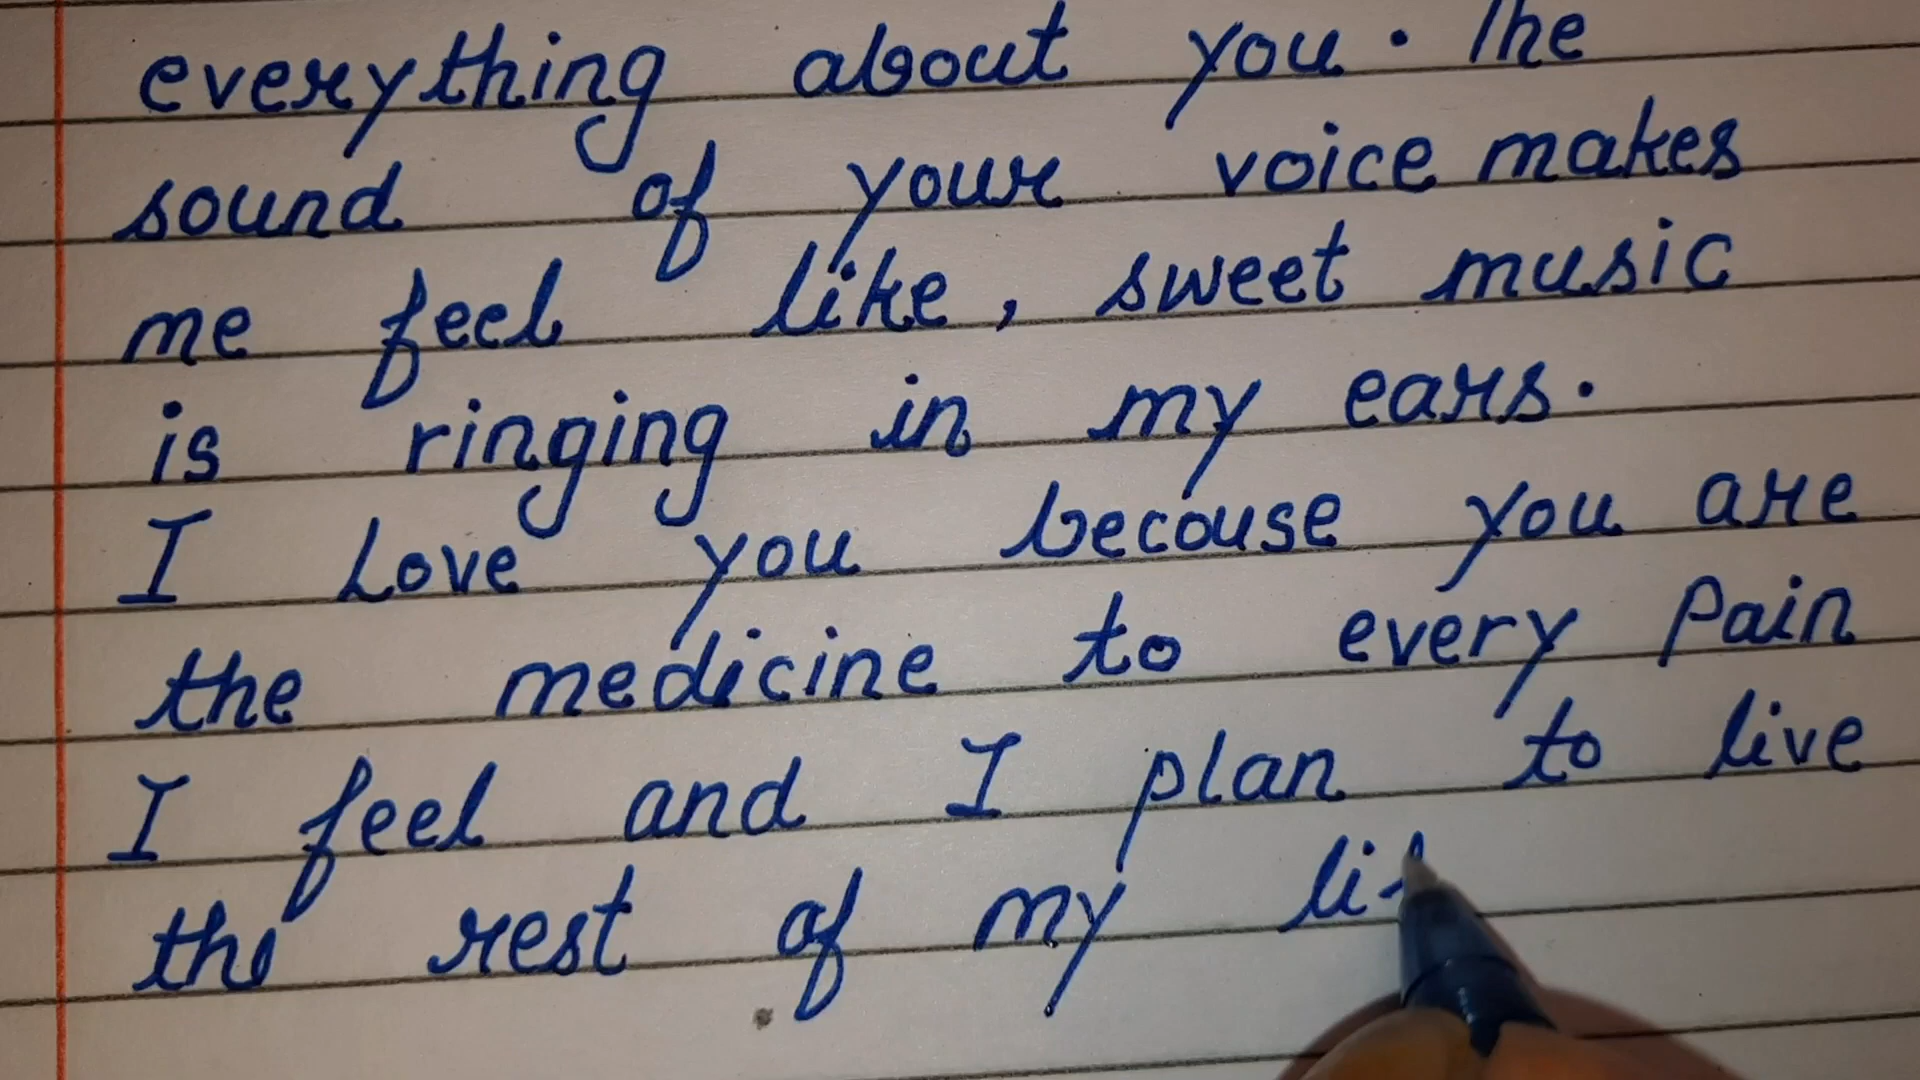 everything about you. The
sound of your voice makes
me feel like, sweet music
is ringing in my ears.
I Love you becouse you are
the medicine to every Pain
I feel and I plan to live
the rest of my